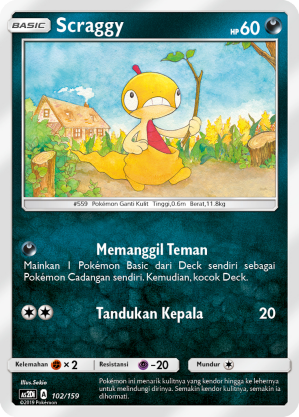 BASIC Scraggy HP60
#559 Pokémon Ganti Kulit Tinggi,0.6m Berat,11.8kg
Memanggil Teman
Mainkan 1 Pokémon Basic dari Deck sendiri sebagai
Pokémon Cadangan sendiri. Kemudian, kocok Deck.
Tandukan Kepala 20
Kelemahan ×2 Resistansi -20 Mundur
Illus. Sekio
AS2D A 102/159
©2019 Pokémon
Pokémon ini menarik kulitnya yang kendor hingga ke lehernya
untuk melindungi dirinya. Semakin kendor kulitnya, semakin